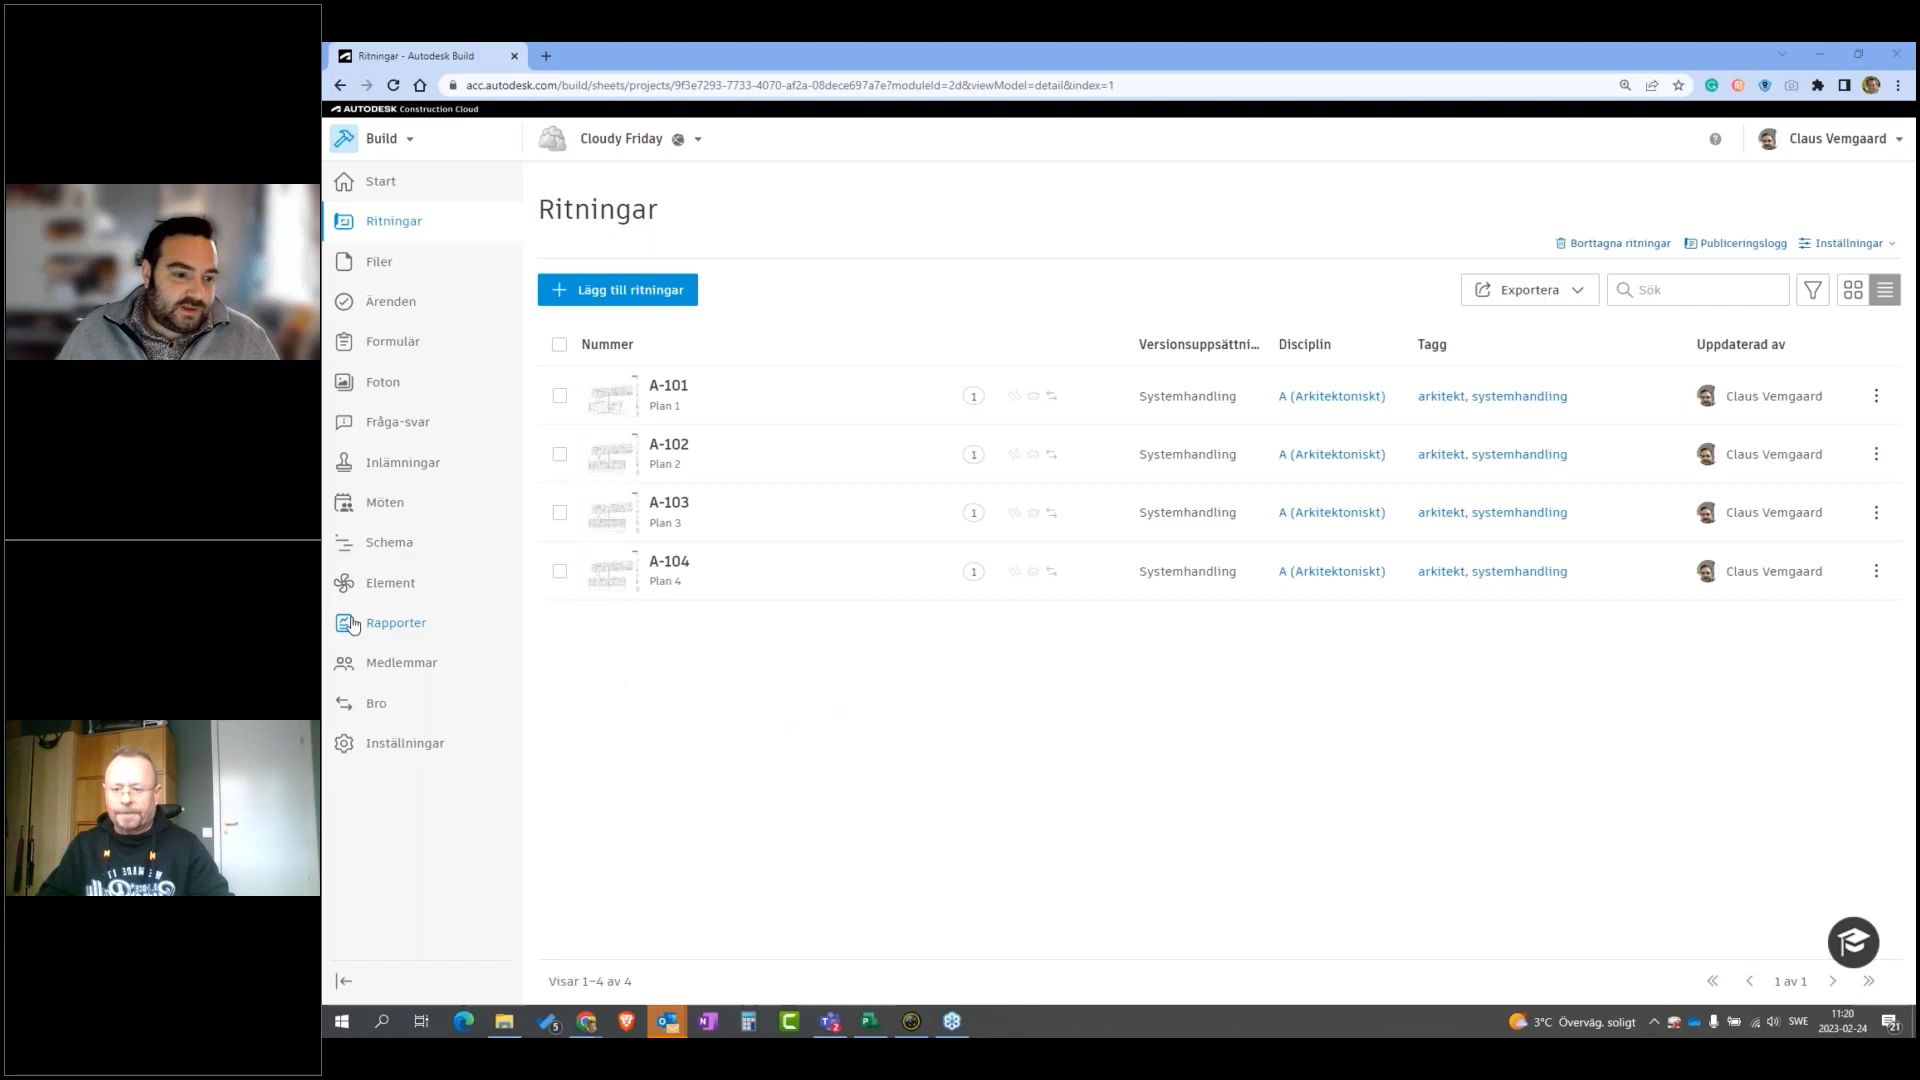 Ritningar - Autodesk Build
acc.autodesk.com/build/sheets/projects/9f3e7293-7733-4070-af2a-08dece697a7e?moduleId=2d&viewModel=detail&index=1
AUTODESK Construction Cloud
Build
Cloudy Friday
Claus Vemgaard
Start
Ritningar
Filer
Ärenden
Formulär
Foton
Fråga-svar
Inlämningar
Möten
Schema
Element
Rapporter
Medlemmar
Bro
Inställningar
Ritningar
Borttagna ritningar
Publiceringslogg
Inställningar
Lägg till ritningar
Exportera
Sök
Nummer
Versionsuppsättni...
Disciplin
Tagg
Uppdaterad av
A-101
Plan 1
1
Systemhandling
A (Arkitektoniskt)
arkitekt, systemhandling
Claus Vemgaard
A-102
Plan 2
1
Systemhandling
A (Arkitektoniskt)
arkitekt, systemhandling
Claus Vemgaard
A-103
Plan 3
1
Systemhandling
A (Arkitektoniskt)
arkitekt, systemhandling
Claus Vemgaard
A-104
Plan 4
1
Systemhandling
A (Arkitektoniskt)
arkitekt, systemhandling
Claus Vemgaard
Visar 1–4 av 4
1 av 1
5
2
3°C Överväg. soligt
SWE
11:20
2023-02-24
21